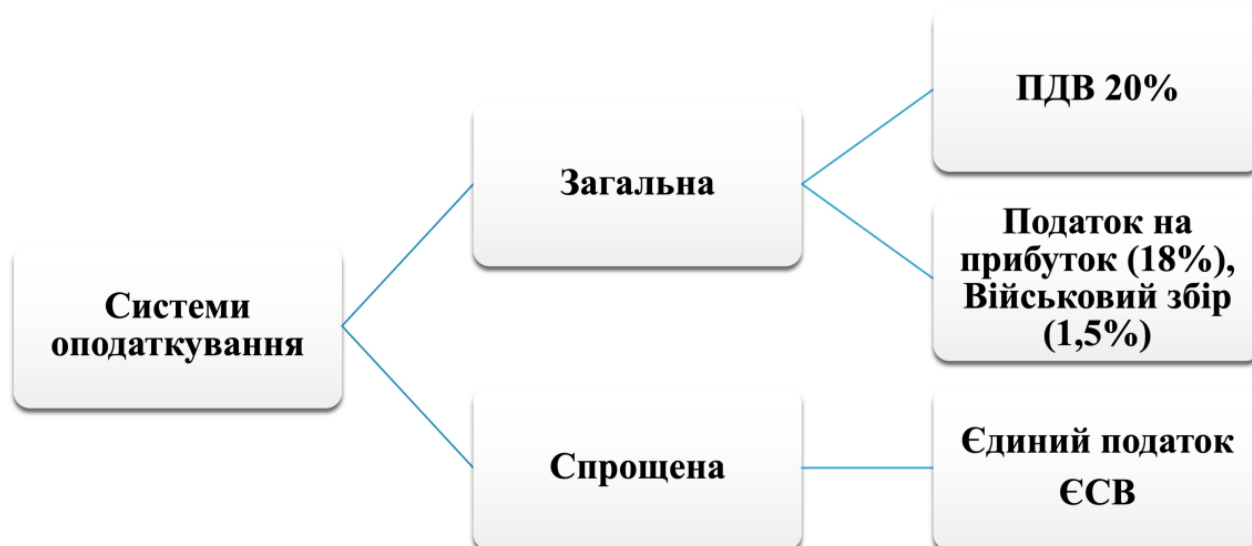 Системи
оподаткування
Загальна
ПДВ 20%
Податок на
прибуток (18%),
Військовий збір
(1,5%)
Спрощена
Єдиний податок
ЄСВ